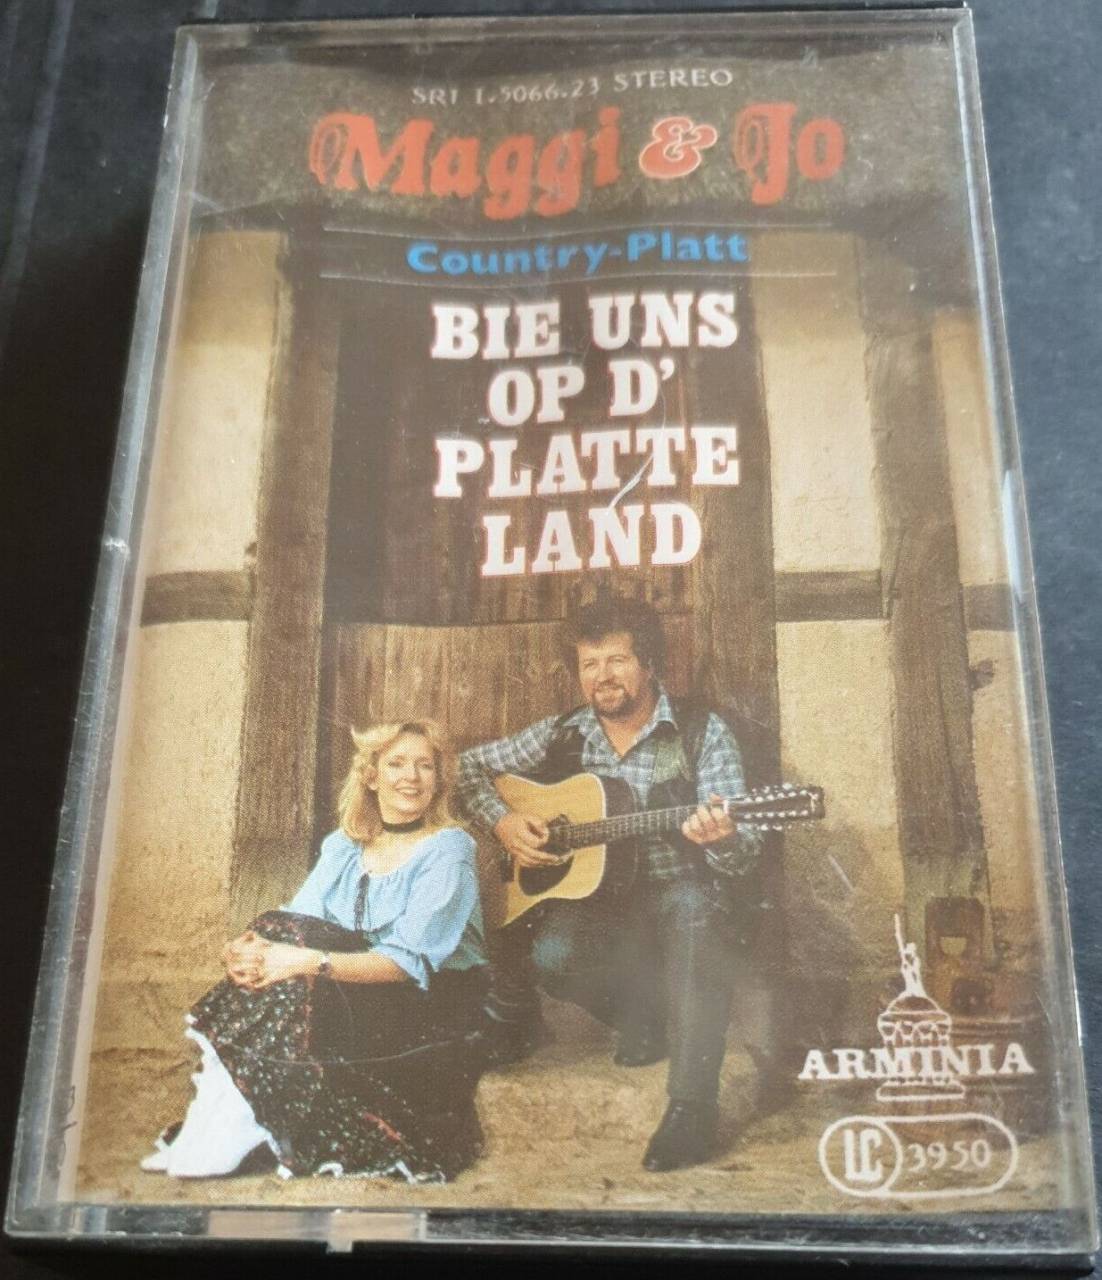 SRI 1.5066.23 STEREO
Maggi & Jo
Country-Platt
BIE UNS
OP D'
PLATTE
LAND
ARMINIA
LC 3950